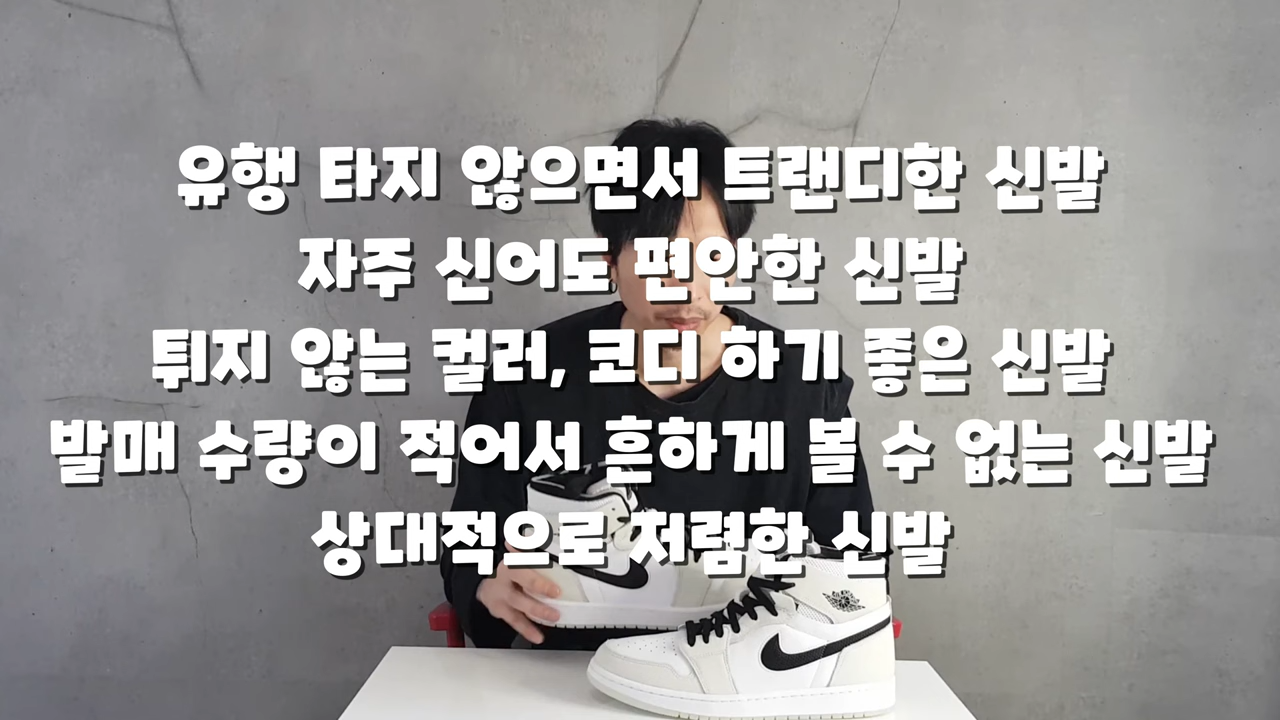 유행 타지 않으면서 트랜디한 신발
자주 신어도 편안한 신발
튀지 않는 컬러, 코디 하기 좋은 신발
발매 수량이 적어서 흔하게 볼 수 없는 신발
상대적으로 저렴한 신발